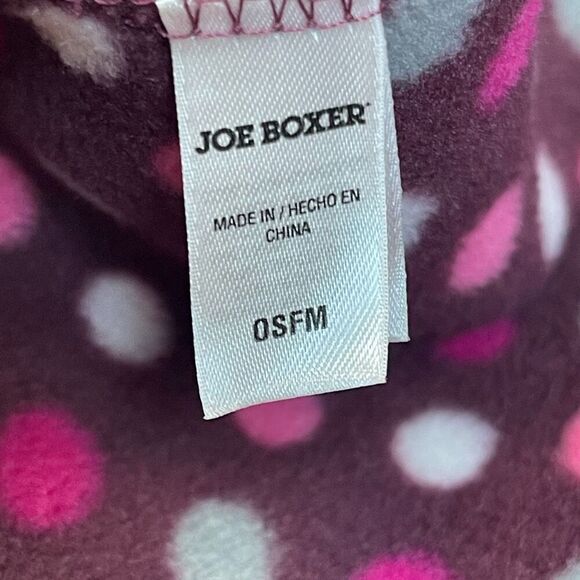 JOE BOXER
MADE IN / HECHO EN
CHINA
OSFM